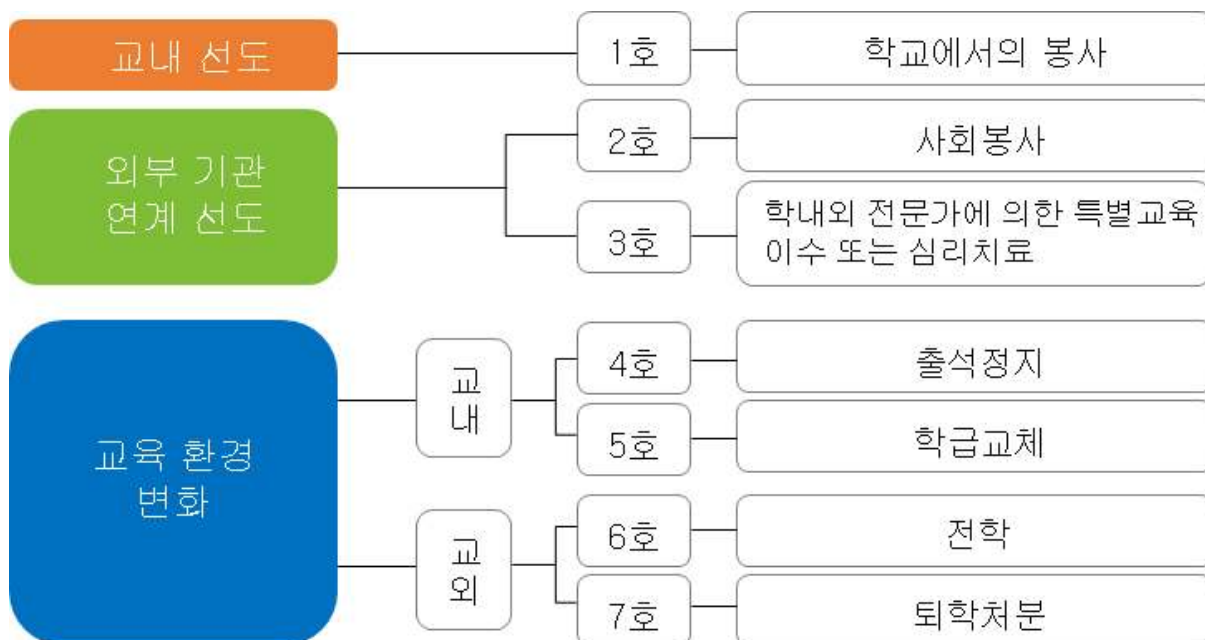 교내 선도
1호
학교에서의 봉사
외부 기관
연계 선도
2호
사회봉사
3호
학내외 전문가에 의한 특별교육
이수 또는 심리치료
교육 환경
변화
교
내
4호
출석정지
5호
학급교체
교
외
6호
전학
7호
퇴학처분